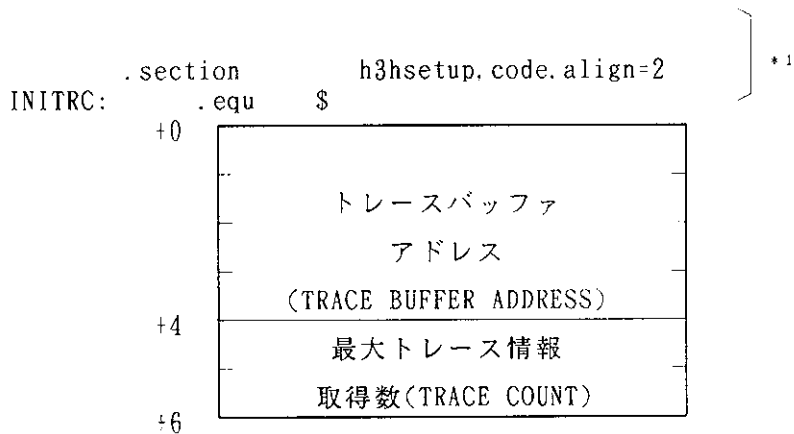 .section h3hsetup,code,align=2
*1
INITRC: .equ $
+0
トレースバッファ
アドレス
(TRACE BUFFER ADDRESS)
+4
最大トレース情報
取得数(TRACE COUNT)
+6